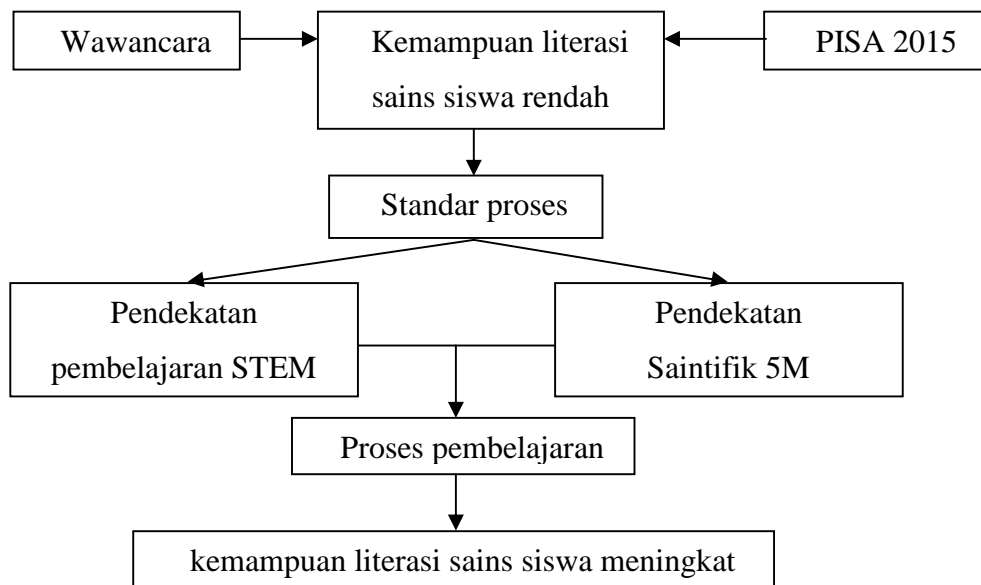 Wawancara
Kemampuan literasi
sains siswa rendah
PISA 2015
Standar proses
Pendekatan
pembelajaran STEM
Pendekatan
Saintifik 5M
Proses pembelajaran
kemampuan literasi sains siswa meningkat